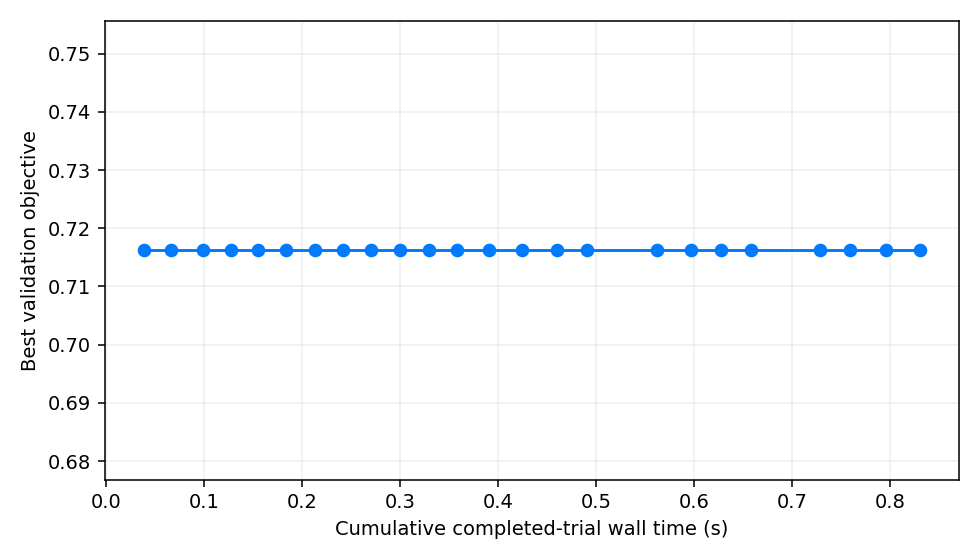 0.75
0.74
0.73
0.72
0.71
0.70
0.69
0.68
Best validation objective
0.0 0.1 0.2 0.3 0.4 0.5 0.6 0.7 0.8
Cumulative completed-trial wall time (s)